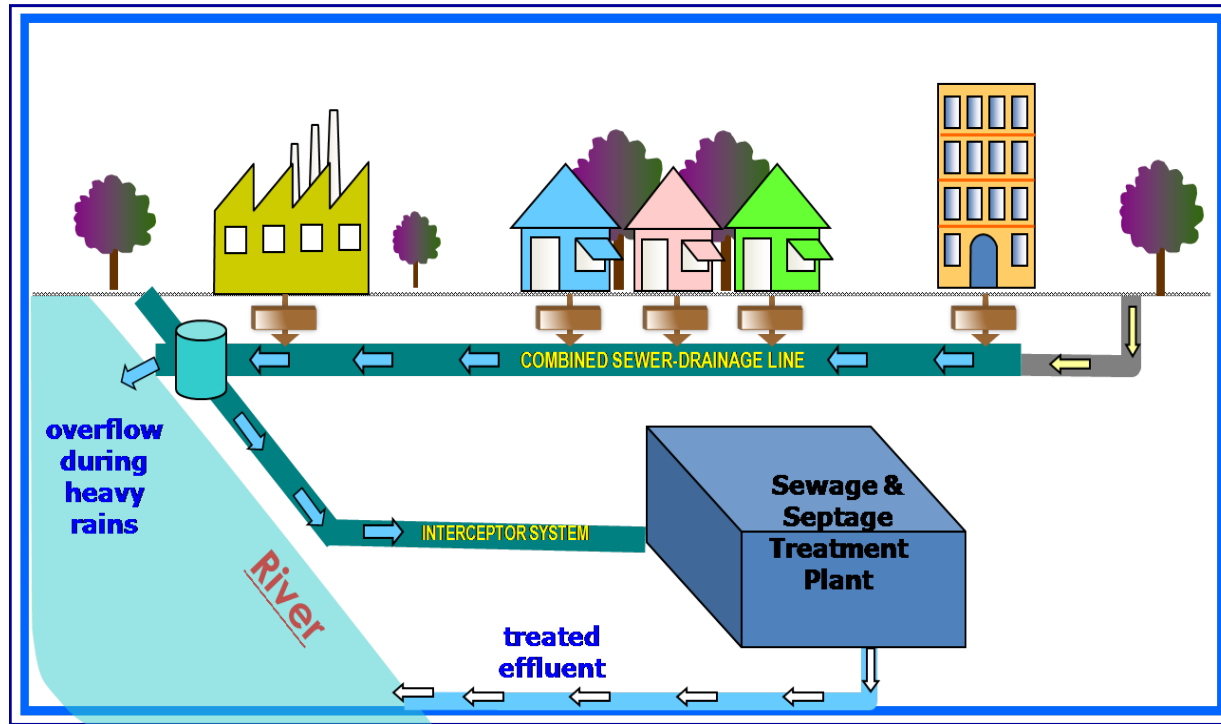 COMBINED SEWER-DRAINAGE LINE
overflow
during
heavy
rains
Sewage &
Septage
Treatment
Plant
INTERCEPTOR SYSTEM
River
treated
effluent